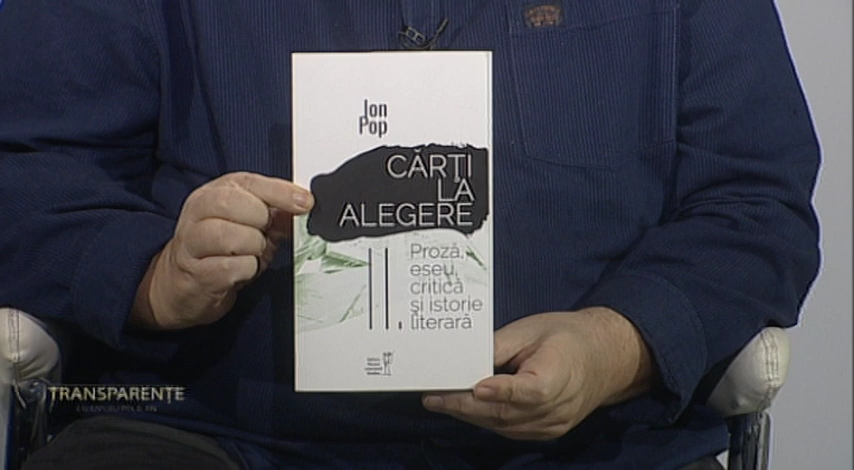 Ion
Pop
CĂRȚI
LA
ALEGERE
II.
Proză,
eseu,
critică
și istorie
literară
TRANSPARENȚE